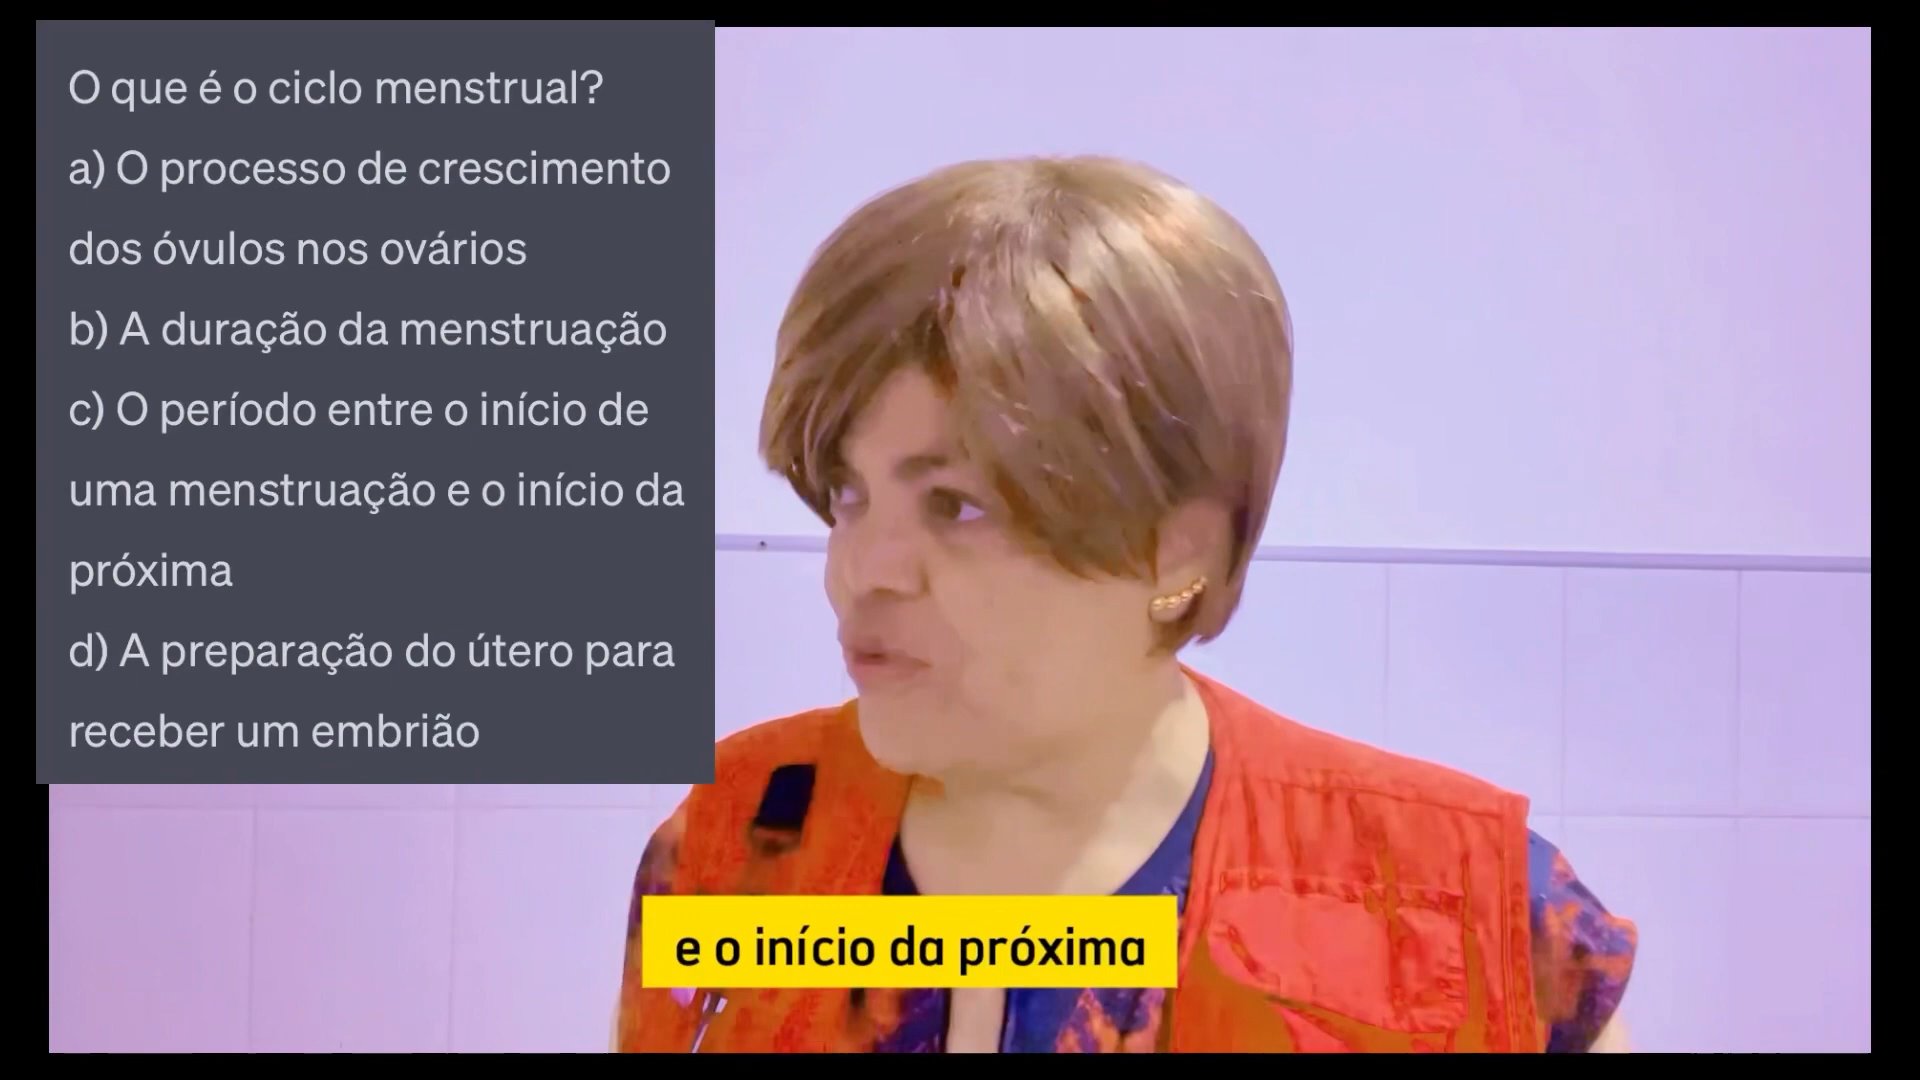 O que é o ciclo menstrual?
a) O processo de crescimento
dos óvulos nos ovários
b) A duração da menstruação
c) O período entre o início de
uma menstruação e o início da
próxima
d) A preparação do útero para
receber um embrião
e o início da próxima